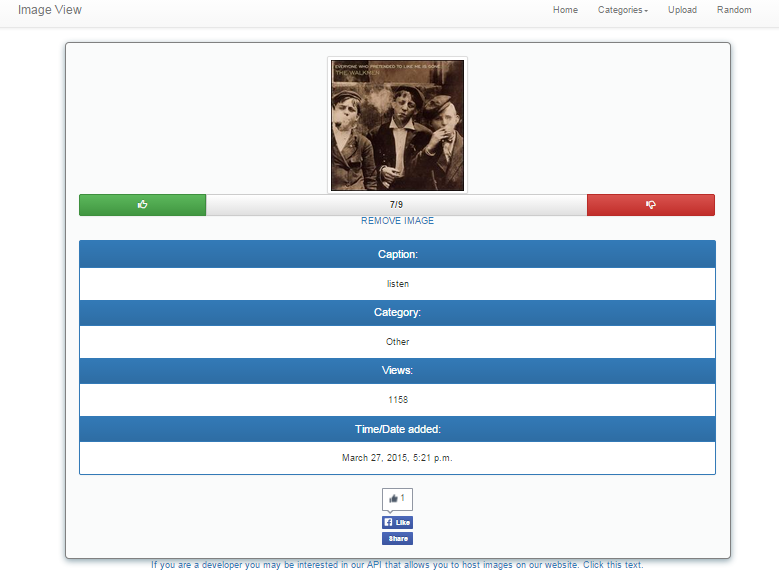 Image View
Home Categories Upload Random
EVERYONE WHO PRETENDED TO LIKE ME IS GONE
THE WALKMEN
7/9
REMOVE IMAGE
Caption:
listen
Category:
Other
Views:
1158
Time/Date added:
March 27, 2015, 5:21 p.m.
1
Like
Share
If you are a developer you may be interested in our API that allows you to host images on our website. Click this text.